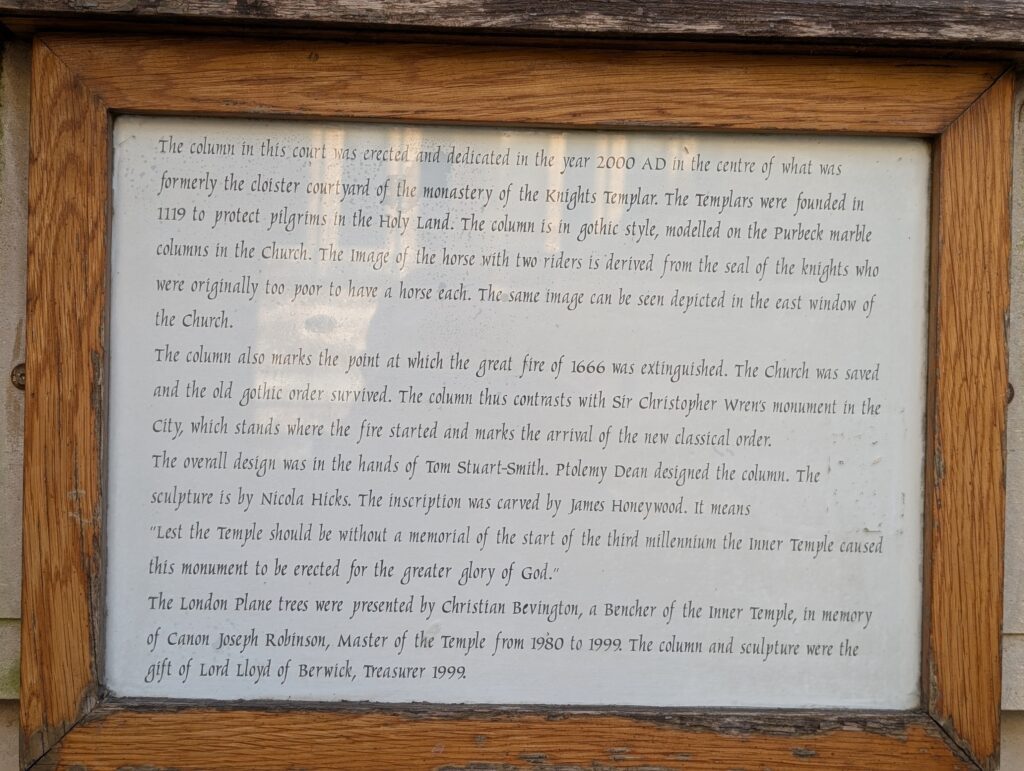 The column in this court was erected and dedicated in the year 2000 AD in the centre of what was
formerly the cloister courtyard of the monastery of the Knights Templar. The Templars were founded in
1119 to protect pilgrims in the Holy Land. The column is in gothic style, modelled on the Purbeck marble
columns in the Church. The Image of the horse with two riders is derived from the seal of the knights who
were originally too poor to have a horse each. The same image can be seen depicted in the east window of
the Church.
The column also marks the point at which the great fire of 1666 was extinguished. The Church was saved
and the old gothic order survived. The column thus contrasts with Sir Christopher Wren's monument in the
City, which stands where the fire started and marks the arrival of the new classical order.
The overall design was in the hands of Tom Stuart-Smith. Ptolemy Dean designed the column. The
sculpture is by Nicola Hicks. The inscription was carved by James Honeywood. It means
"Lest the Temple should be without a memorial of the start of the third millennium the Inner Temple caused
this monument to be erected for the greater glory of God."
The London Plane trees were presented by Christian Bevington, a Bencher of the Inner Temple, in memory
of Canon Joseph Robinson, Master of the Temple from 1980 to 1999. The column and sculpture were the
gift of Lord Lloyd of Berwick, Treasurer 1999.